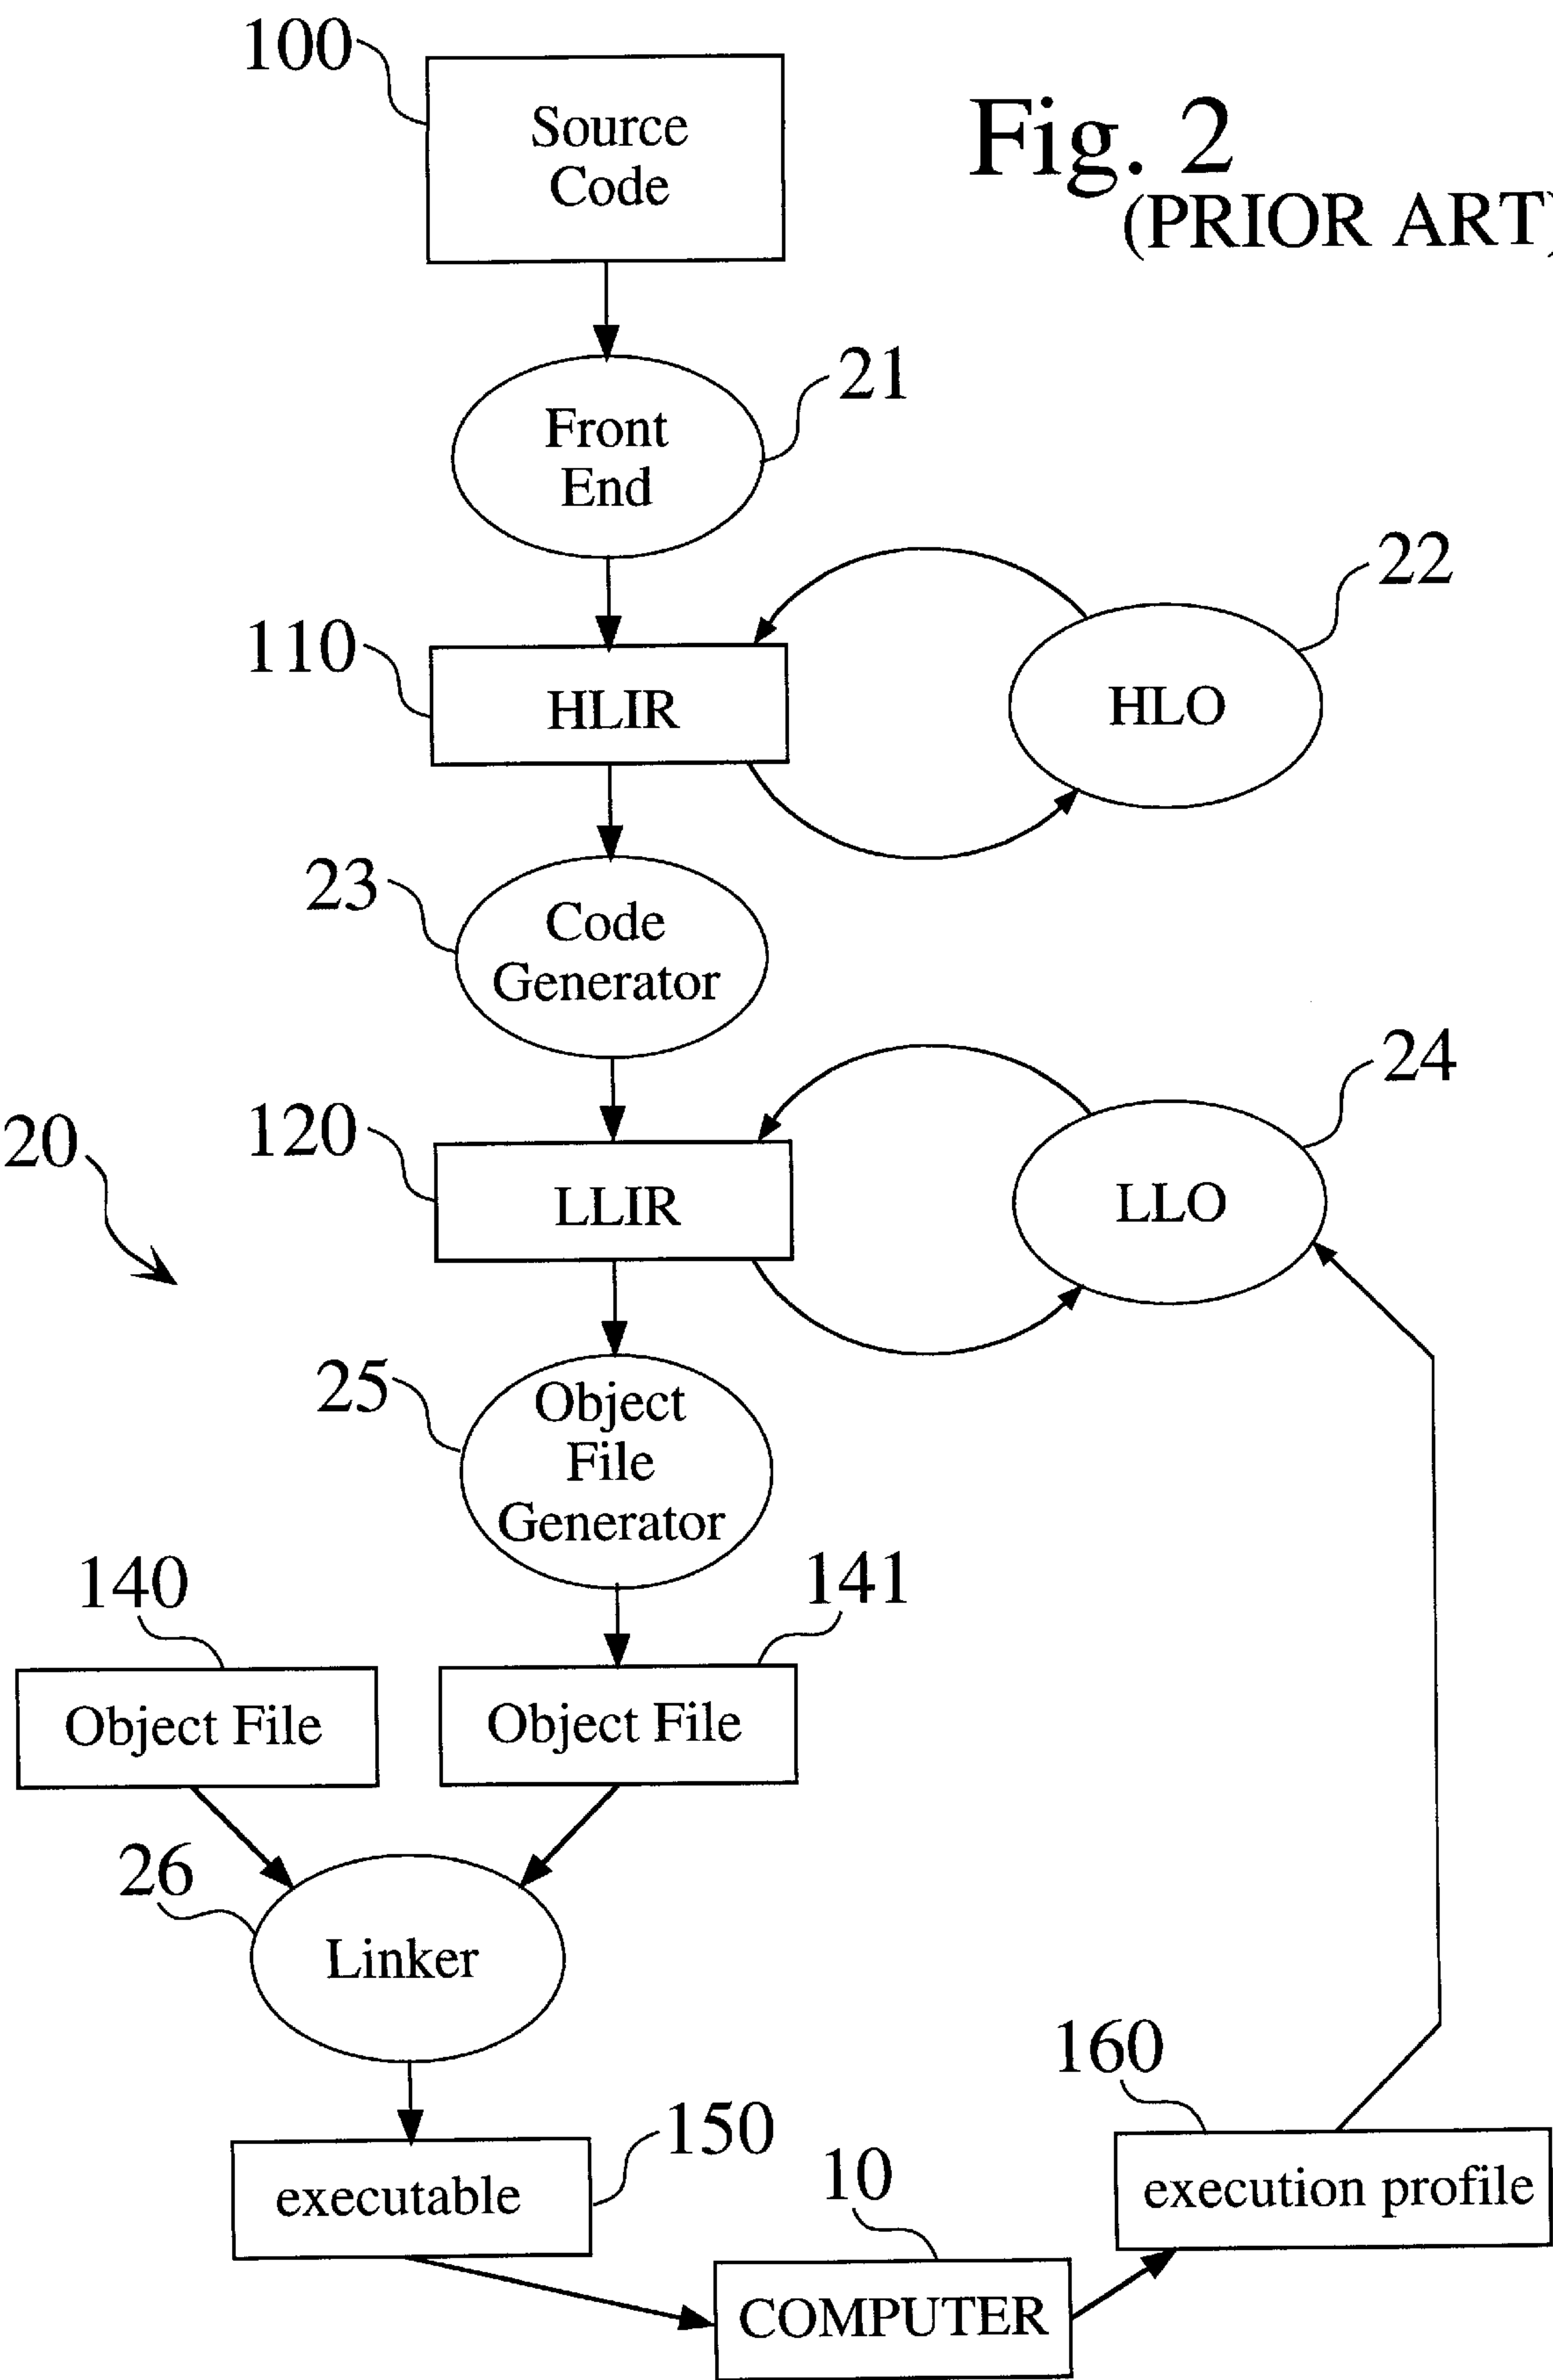 100
Source
Code
Fig. 2
(PRIOR ART)
21
Front
End
22
110
HLIR
HLO
23
Code
Generator
24
20
120
LLIR
LLO
25
Object
File
Generator
140
141
Object File
Object File
26
Linker
160
150
executable
10
execution profile
COMPUTER